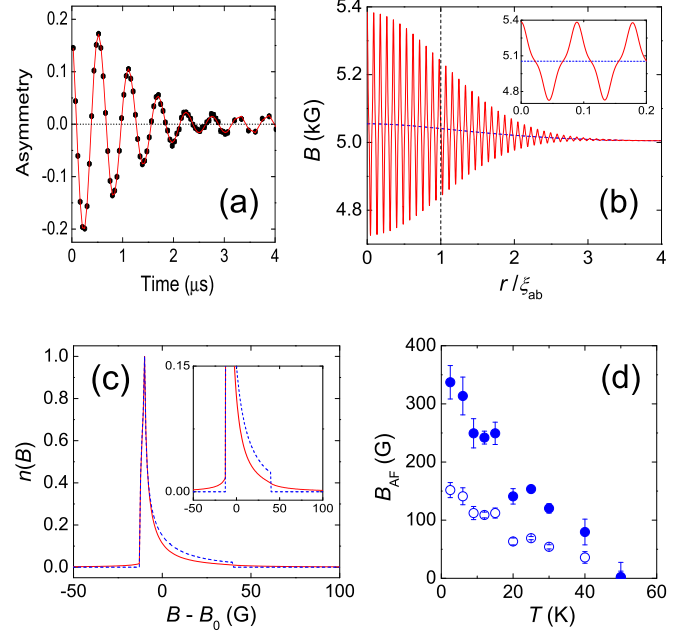 0.2
0.1
0.0
-0.1
-0.2
Asymmetry
(a)
0 1 2 3 4
Time (μs)
5.4
5.2
5.0
4.8
B (kG)
5.4
5.1
4.8
0.0 0.1 0.2
(b)
0 1 2 3 4
r / ξab
1.0
0.8
0.6
0.4
0.2
0.0
n(B)
(c)
0.15
0.00
-50 0 50 100
-50 0 50 100
B - B0 (G)
400
300
200
100
0
BAF (G)
(d)
0 20 40 60
T (K)